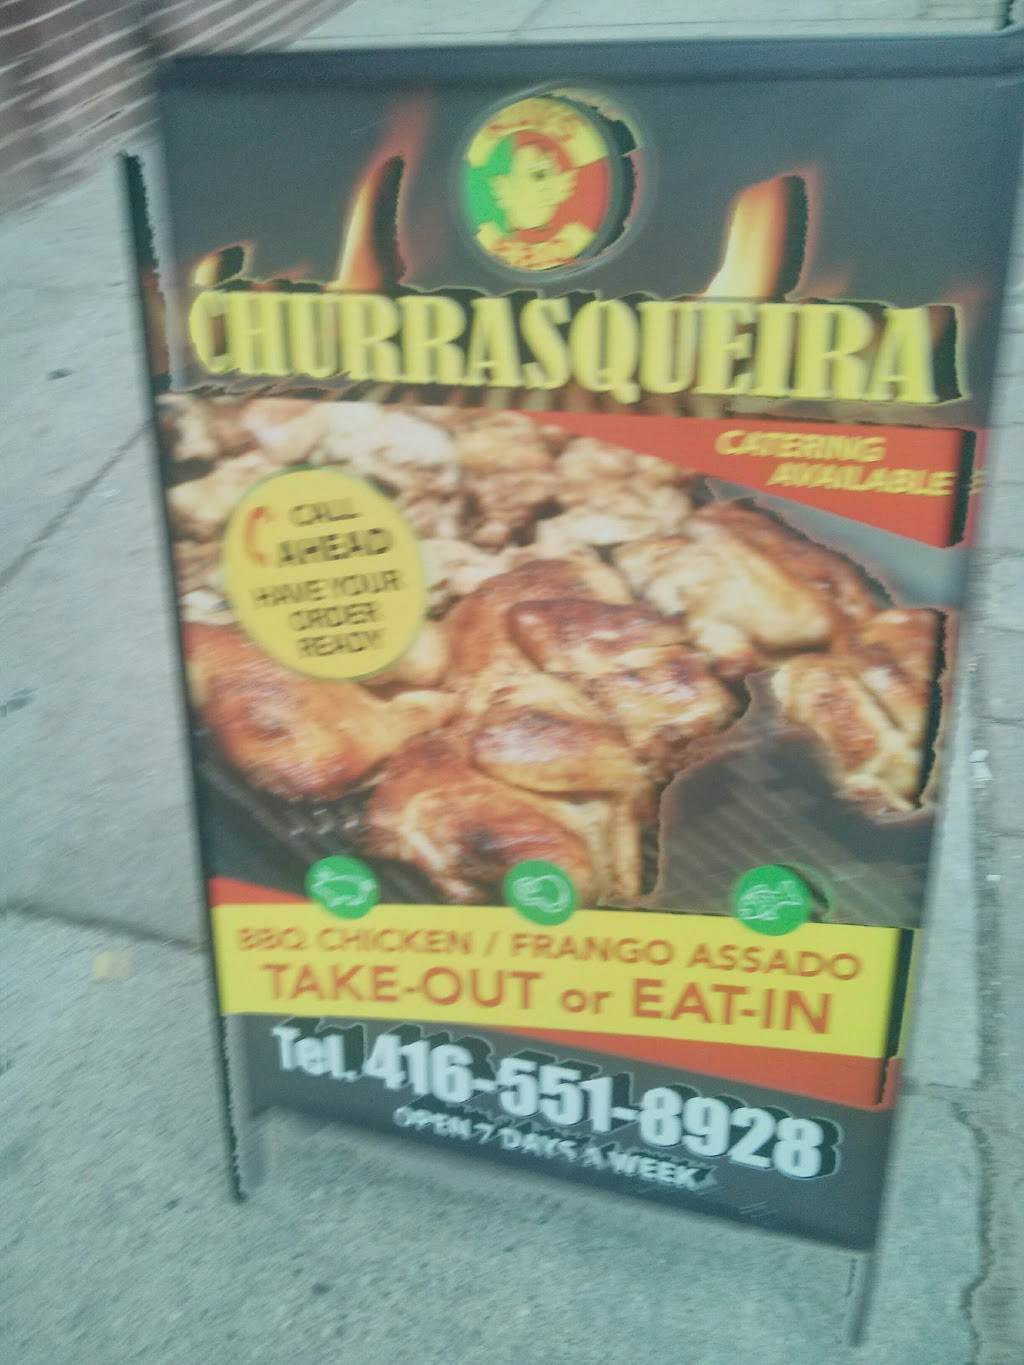 CHURRASQUEIRA
CATERING
AVAILABLE
CALL
AHEAD
HAVE YOUR
ORDER
READY
BBQ CHICKEN / FRANGO ASSADO
TAKE-OUT or EAT-IN
Tel. 416-551-8928
OPEN 7 DAYS A WEEK